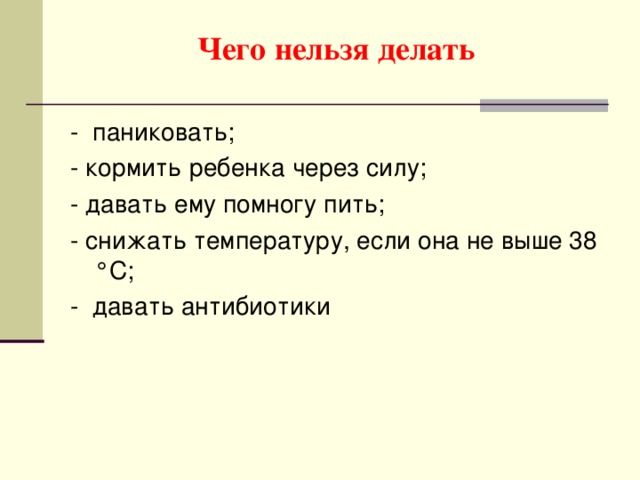 Чего нельзя делать
- паниковать;
- кормить ребенка через силу;
- давать ему помногу пить;
- снижать температуру, если она не выше 38
°С;
- давать антибиотики